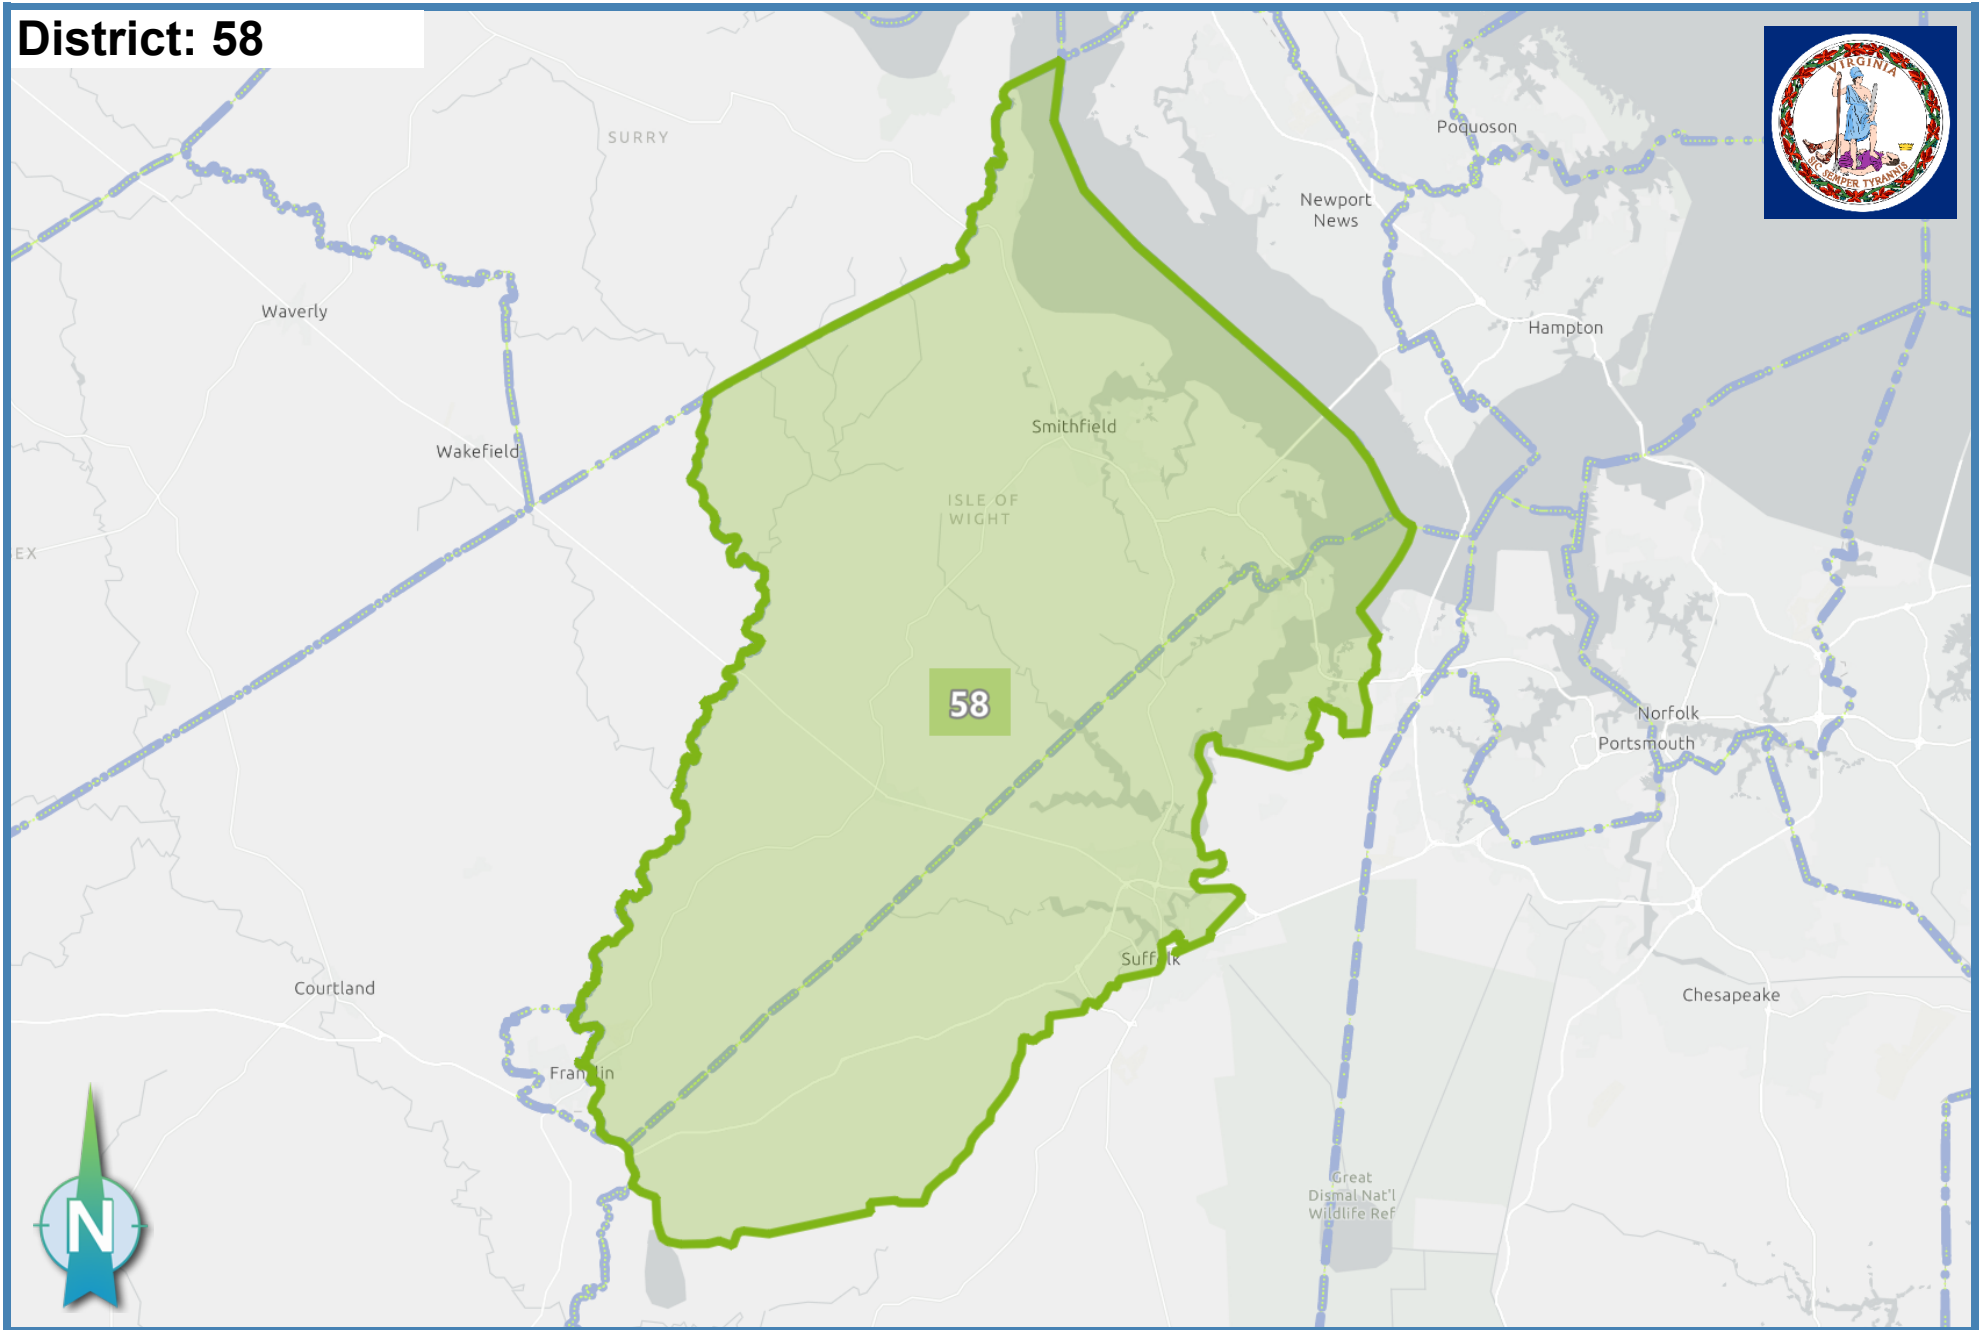 District: 58
VIRGINIA
SIC SEMPER TYRANNIS
SURRY
Poquoson
Newport
News
Waverly
Hampton
Wakefield
Smithfield
ISLE OF
WIGHT
EX
58
Norfolk
Portsmouth
Suffolk
Courtland
Chesapeake
Franklin
Great
Dismal Nat'l
Wildlife Ref
N